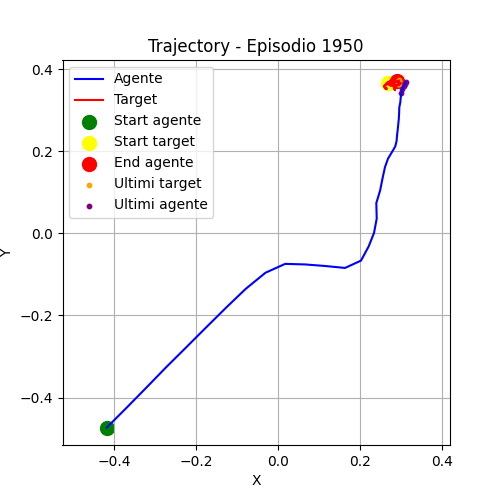 Trajectory - Episodio 1950
Agente
Target
Start agente
Start target
End agente
Ultimi target
Ultimi agente
0.4
0.2
0.0
−0.2
−0.4
Y
−0.4
−0.2
0.0
0.2
0.4
X